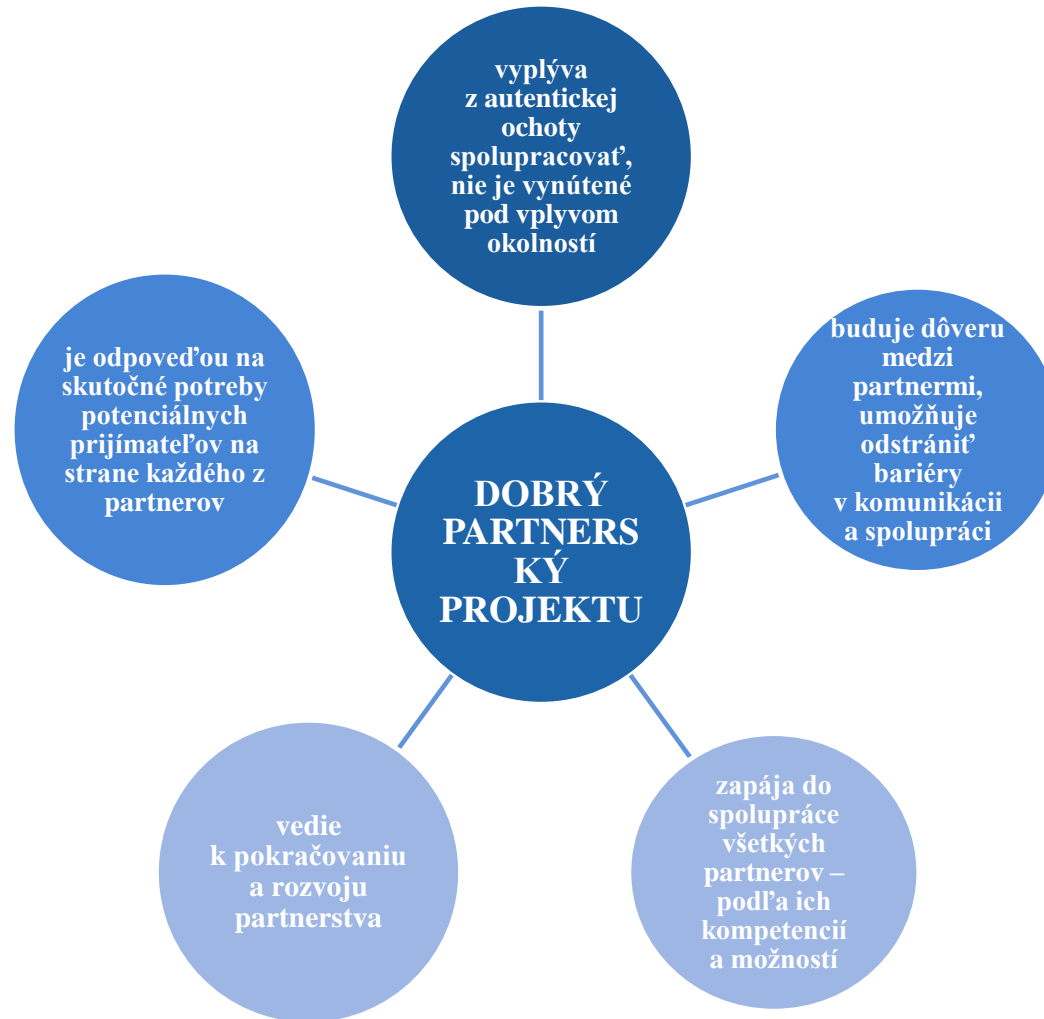 vyplýva
z autentickej
ochoty
spolupracovať,
nie je vynútené
pod vplyvom
okolností
buduje dôveru
medzi
partnermi,
umožňuje
odstrániť
bariéry
v komunikácii
a spolupráci
zapája do
spolupráce
všetkých
partnerov –
podľa ich
kompetencií
a možností
vedie
k pokračovaniu
a rozvoju
partnerstva
je odpoveďou na
skutočné potreby
potenciálnych
prijímateľov na
strane každého z
partnerov
DOBRÝ
PARTNERS
KÝ
PROJEKTU